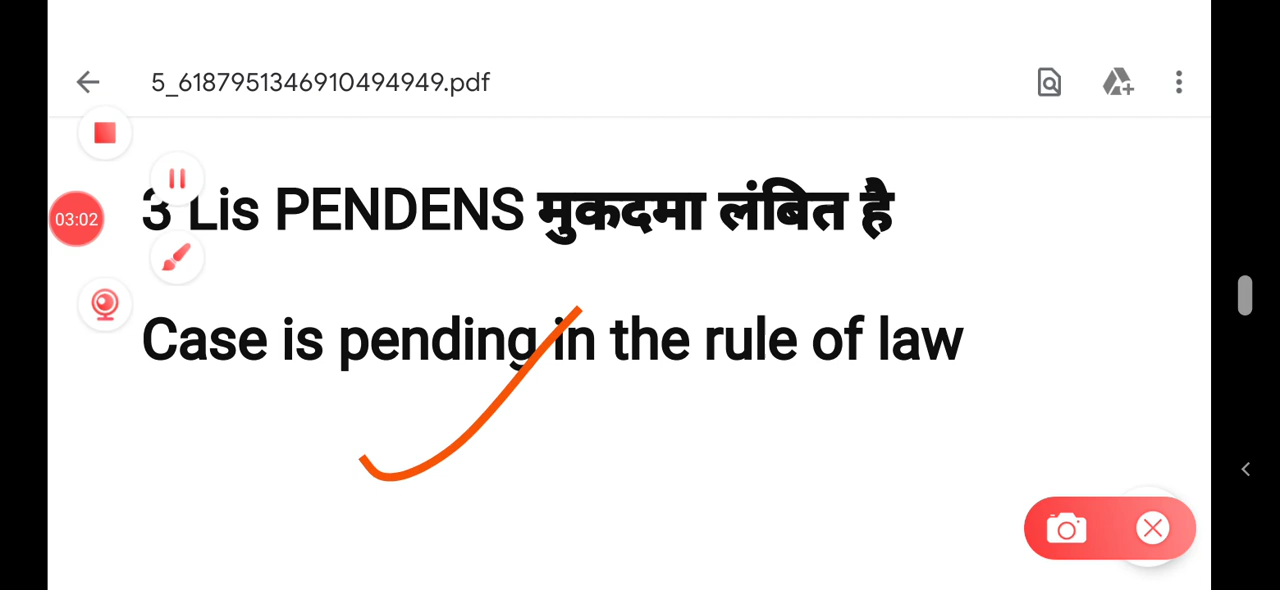 5_6187951346910494949.pdf
03:02
3 Lis PENDENS मुकदमा लंबित है
Case is pending in the rule of law